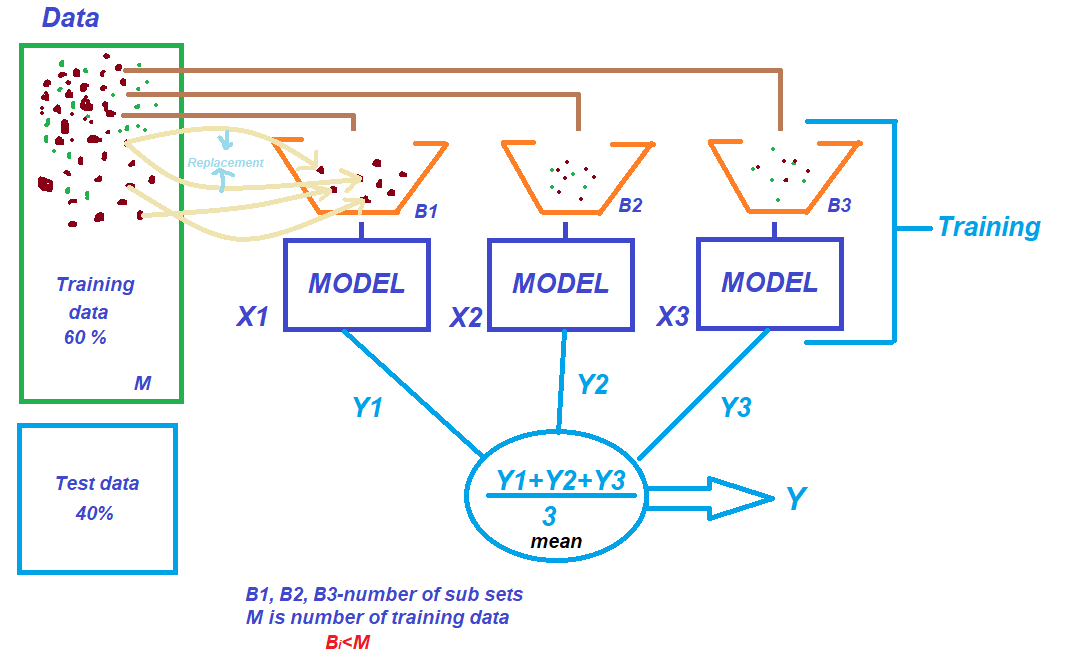 Data
Replacement
B1
B2
B3
Training
MODEL
MODEL
MODEL
X1
X2
X3
Training
data
60 %
M
Y1
Y2
Y3
Test data
40%
Y1+Y2+Y3
3
mean
Y
B1, B2, B3-number of sub sets
M is number of training data
Bi<M